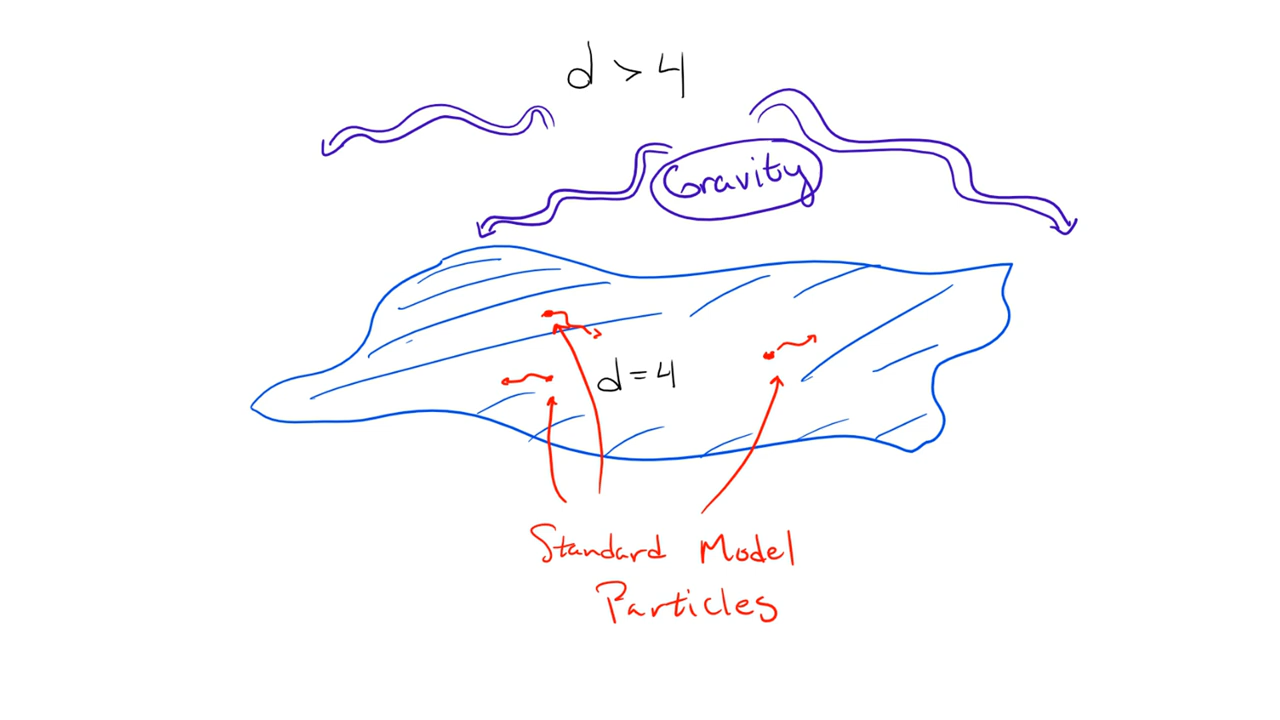 d > 4
Gravity
d = 4
Standard Model
Particles